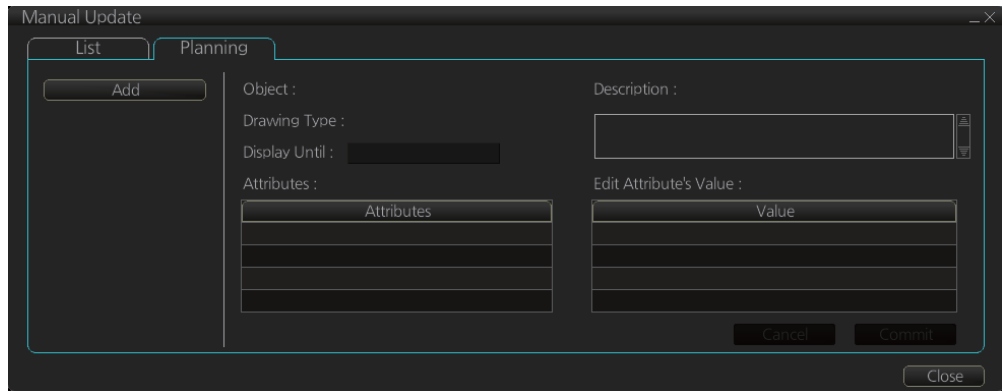 Manual Update
List
Planning
Add
Object :
Description :
Drawing Type :
Display Until :
Attributes :
Edit Attribute's Value :
Attributes
Value
Cancel
Commit
Close